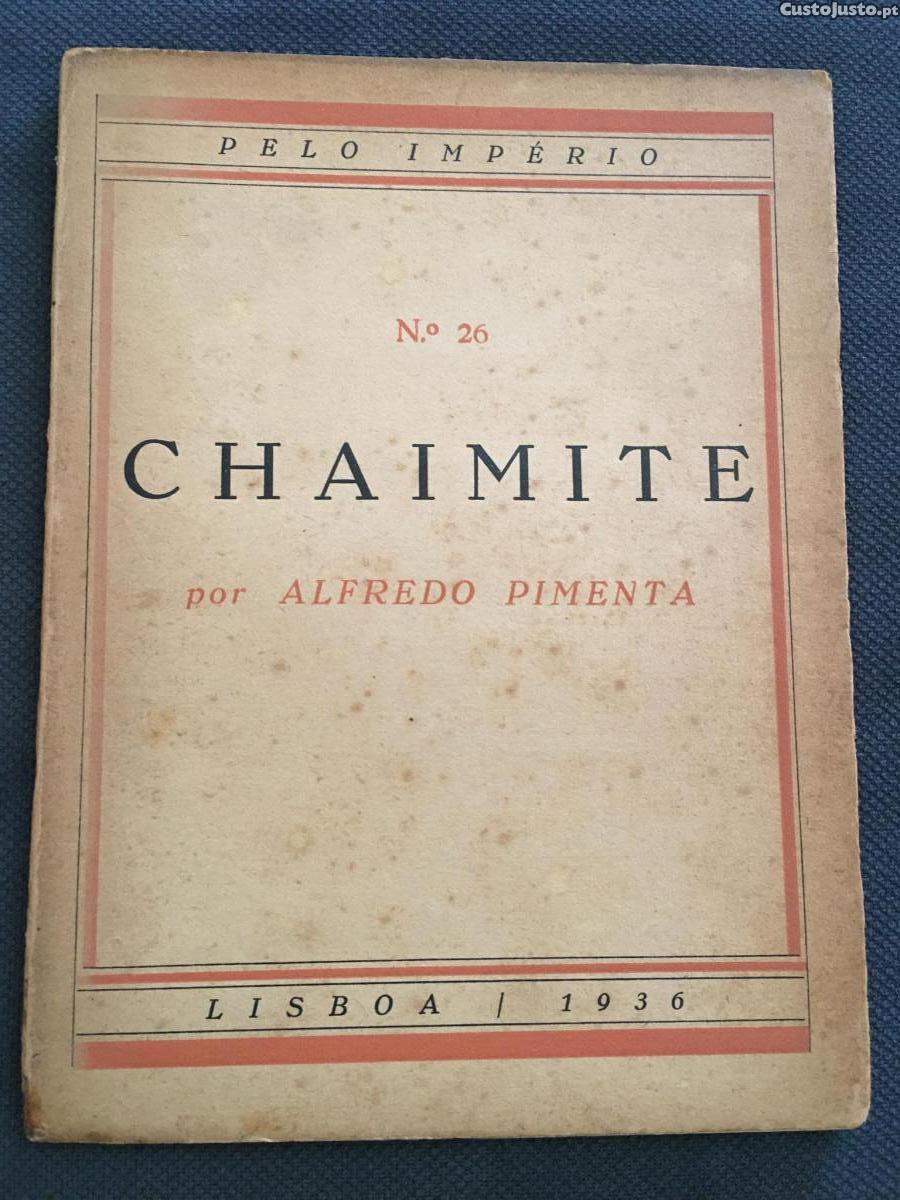 CustoJusto.pt
PELO IMPÉRIO
N.º 26
CHAIMITE
por ALFREDO PIMENTA
LISBOA / 1936